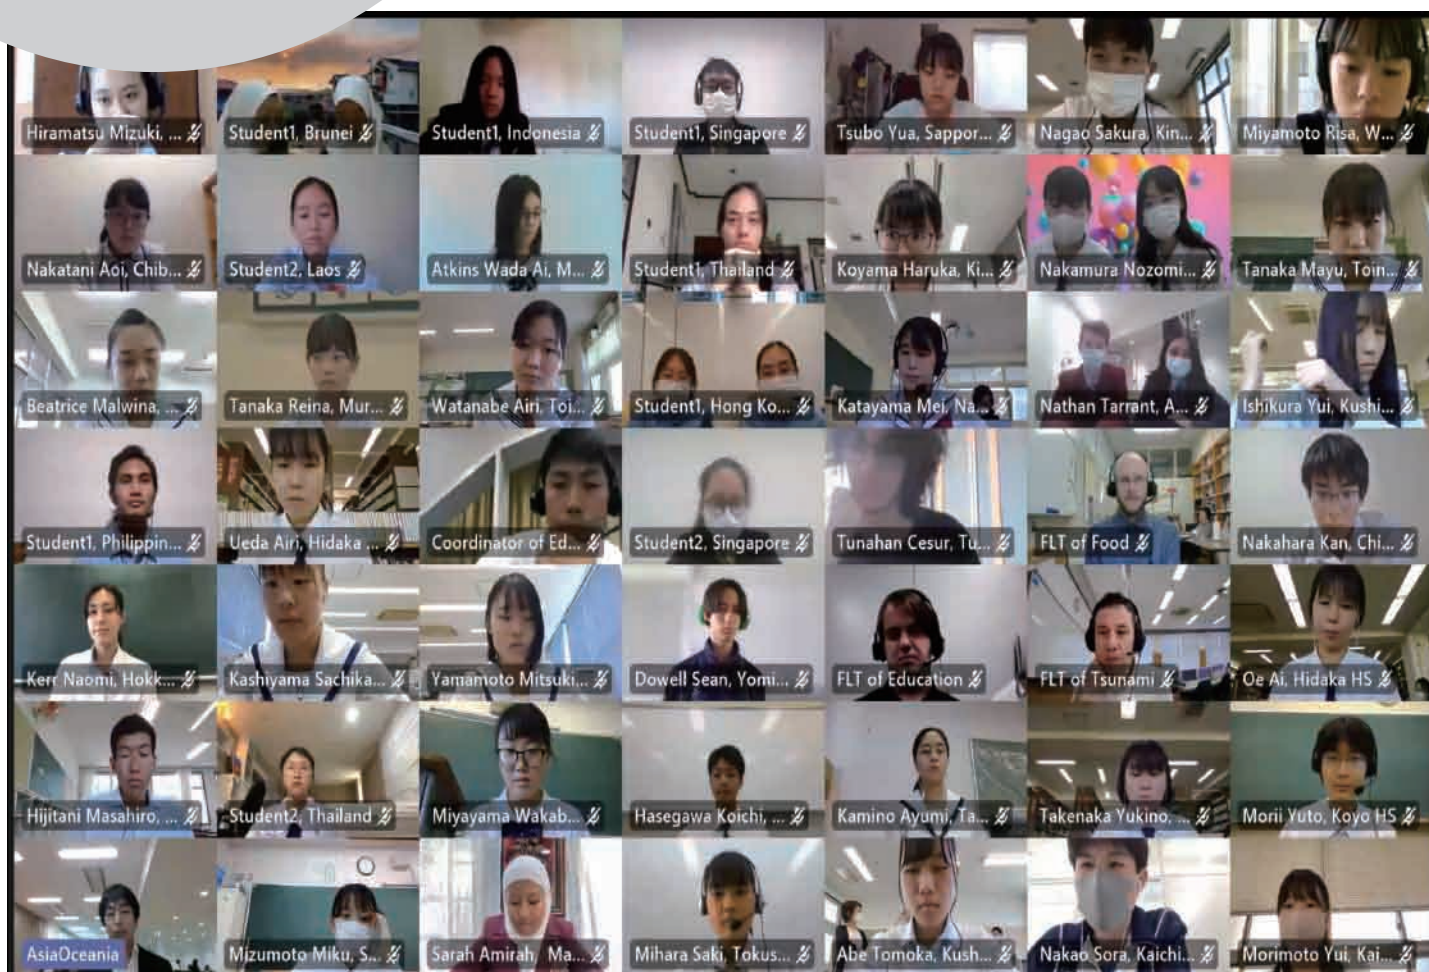 Hiramatsu Mizuki, ...
Student1, Brunei
Student1, Indonesia
Student1, Singapore
Tsubo Yua, Sappor...
Nagao Sakura, Kin...
Miyamoto Risa, W...
Nakatani Aoi, Chib...
Student2, Laos
Atkins Wada Ai, M...
Student1, Thailand
Koyama Haruka, Ki...
Nakamura Nozomi...
Tanaka Mayu, Toin...
Beatrice Malwina, ...
Tanaka Reina, Mur...
Watanabe Airi, Toi...
Student1, Hong Ko...
Katayama Mei, Na...
Nathan Tarrant, A...
Ishikura Yui, Kushi...
Student1, Philippin...
Ueda Airi, Hidaka ...
Coordinator of Ed...
Student2, Singapore
Tunahan Cesur, Tu...
FLT of Food
Nakahara Kan, Chi...
Kerr Naomi, Hokk...
Kashiyama Sachika...
Yamamoto Mitsuki...
Dowell Sean, Yomi...
FLT of Education
FLT of Tsunami
Oe Ai, Hidaka HS
Hijitani Masahiro, ...
Student2, Thailand
Miyayama Wakab...
Hasegawa Koichi, ...
Kamino Ayumi, Ta...
Takenaka Yukino, ...
Morii Yuto, Koyo HS
AsiaOceania
Mizumoto Miku, S...
Sarah Amirah, Ma...
Mihara Saki, Tokus...
Abe Tomoka, Kush...
Nakao Sora, Kaichi...
Morimoto Yui, Kai...